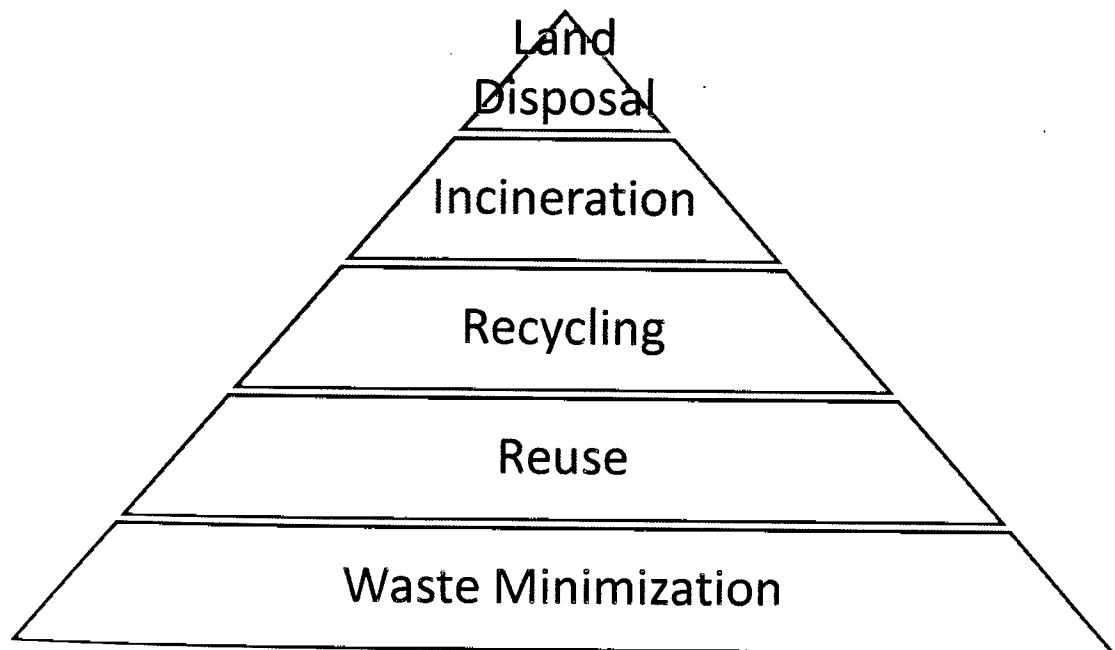 Land
Disposal
Incineration
Recycling
Reuse
Waste Minimization